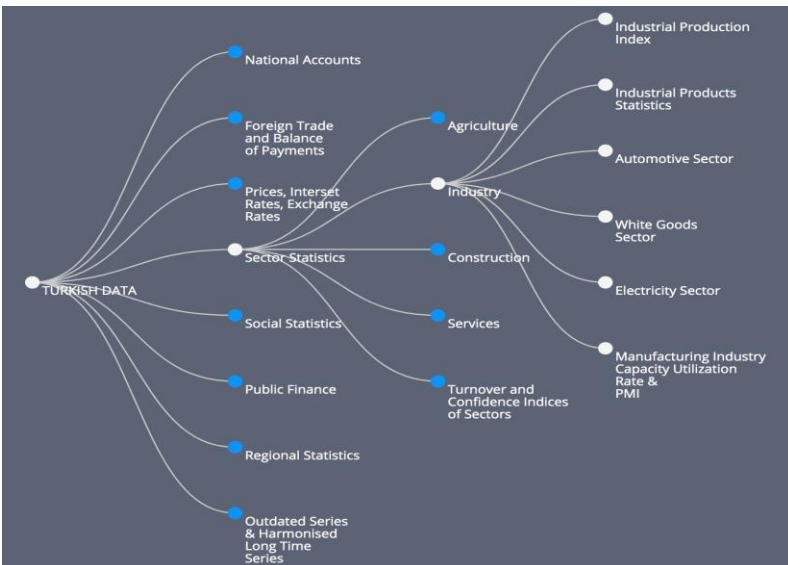 TURKISH DATA
National Accounts
Foreign Trade
and Balance
of Payments
Prices, Interset
Rates, Exchange
Rates
Sector Statistics
Social Statistics
Public Finance
Regional Statistics
Outdated Series
& Harmonised
Long Time
Series
Agriculture
Industry
Construction
Services
Turnover and
Confidence Indices
of Sectors
Industrial Production
Index
Industrial Products
Statistics
Automotive Sector
White Goods
Sector
Electricity Sector
Manufacturing Industry
Capacity Utilization
Rate &
PMI